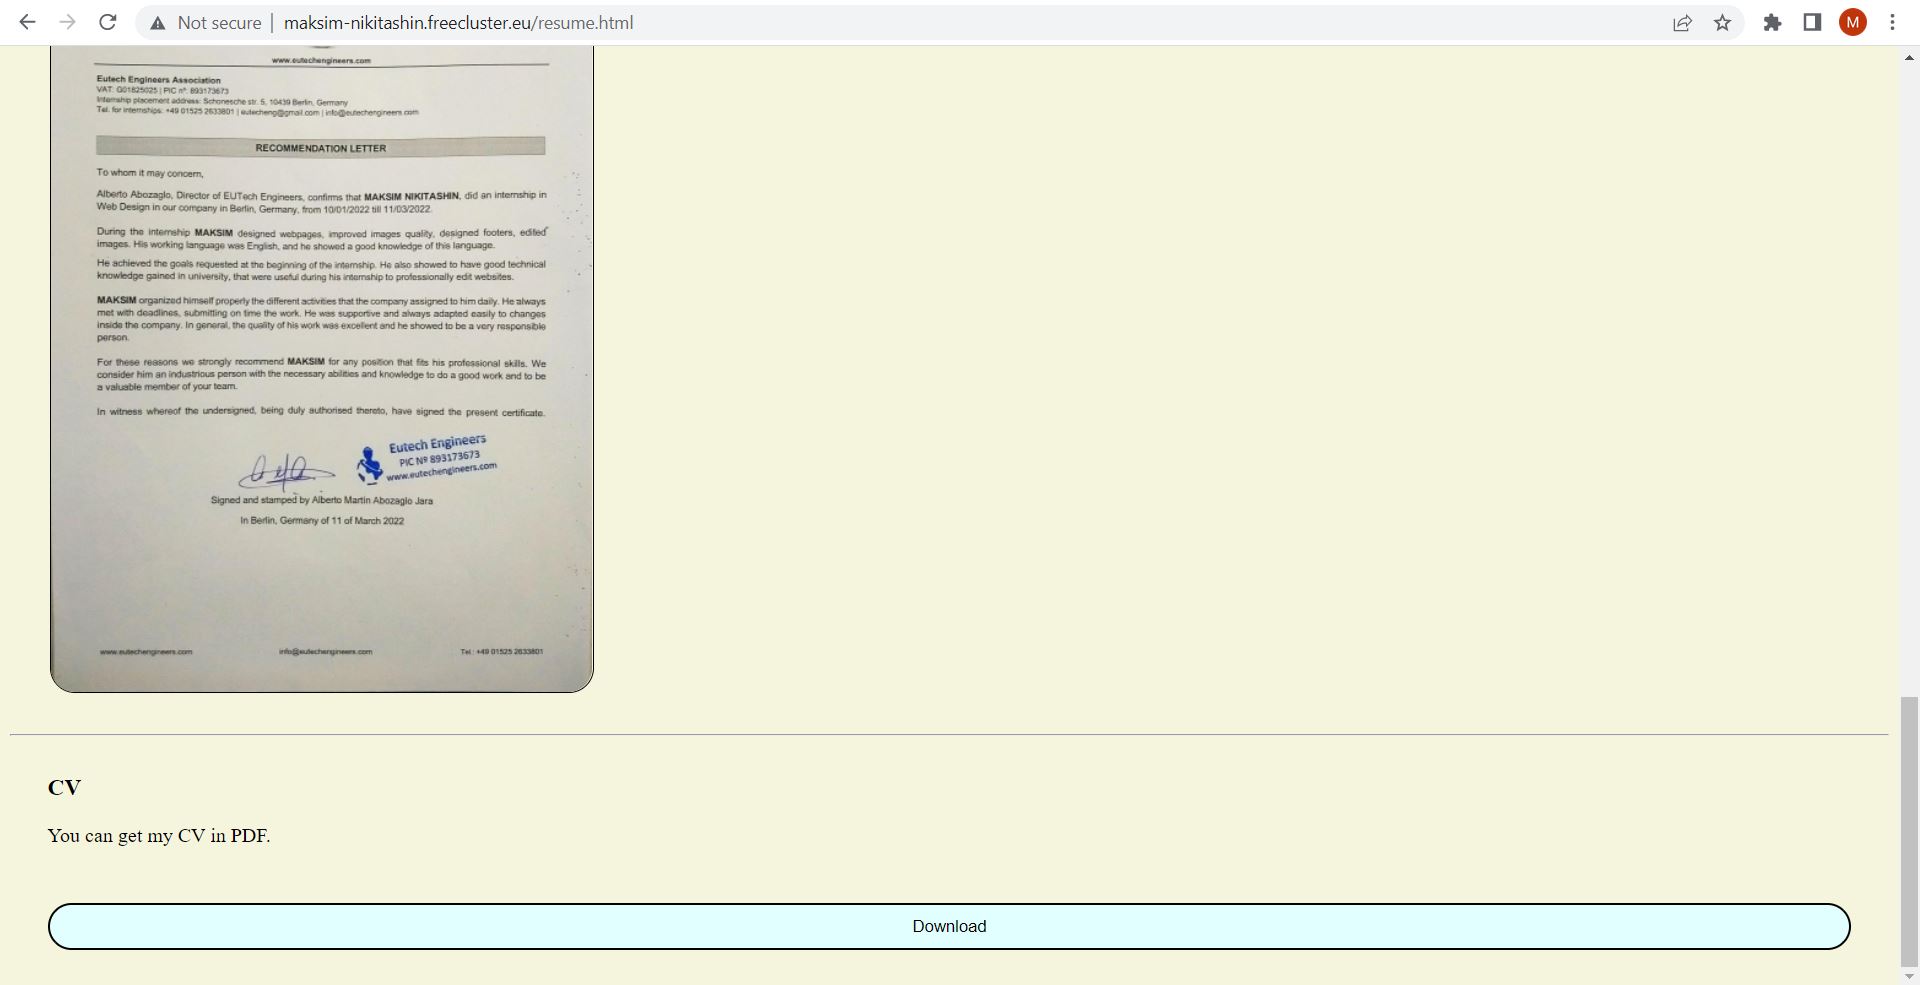 Not secure | maksim-nikitashin.freecluster.eu/resume.html
M
www.eutechengineers.com
Eutech Engineers Association
VAT: G01825025 | PIC nº: 893173673
Internship placement address: Schonesche str. 5, 10439 Berlin, Germany
Tel. for internships: +49 01525 2633801 | eutecheng@gmail.com | info@eutechengineers.com
RECOMMENDATION LETTER
To whom it may concern,
Alberto Abozaglo, Director of EUTech Engineers, confirms that MAKSIM NIKITASHIN, did an internship in
Web Design in our company in Berlin, Germany, from 10/01/2022 till 11/03/2022.
During the internship MAKSIM designed webpages, improved images quality, designed footers, edited
images. His working language was English, and he showed a good knowledge of this language.
He achieved the goals requested at the beginning of the internship. He also showed to have good technical
knowledge gained in university, that were useful during his internship to professionally edit websites.
MAKSIM organized himself properly the different activities that the company assigned to him daily. He always
met with deadlines, submitting on time the work. He was supportive and always adapted easily to changes
inside the company. In general, the quality of his work was excellent and he showed to be a very responsible
person.
For these reasons we strongly recommend MAKSIM for any position that fits his professional skills. We
consider him an industrious person with the necessary abilities and knowledge to do a good work and to be
a valuable member of your team.
In witness whereof the undersigned, being duly authorised thereto, have signed the present certificate.
Eutech Engineers
PIC Nº 893173673
www.eutechengineers.com
Signed and stamped by Alberto Martin Abozaglo Jara
In Berlin, Germany of 11 of March 2022
www.eutechengineers.com info@eutechengineers.com Tel.: +49 01525 2633801
CV
You can get my CV in PDF.
Download